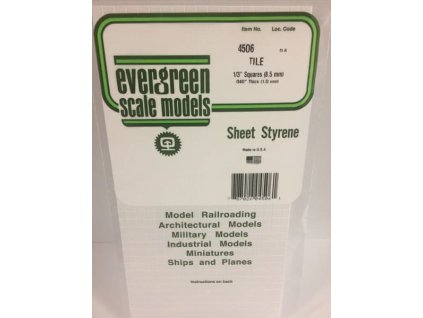 Item No. Loc. Code
4506
TILE
1/3" Squares (8.5 mm)
.040" Thick (1.0 mm)
evergreen
scale models
Sheet Styrene
Made in U.S.A.
Model Railroading
Architectural Models
Military Models
Industrial Models
Miniatures
Ships and Planes
Instructions on back